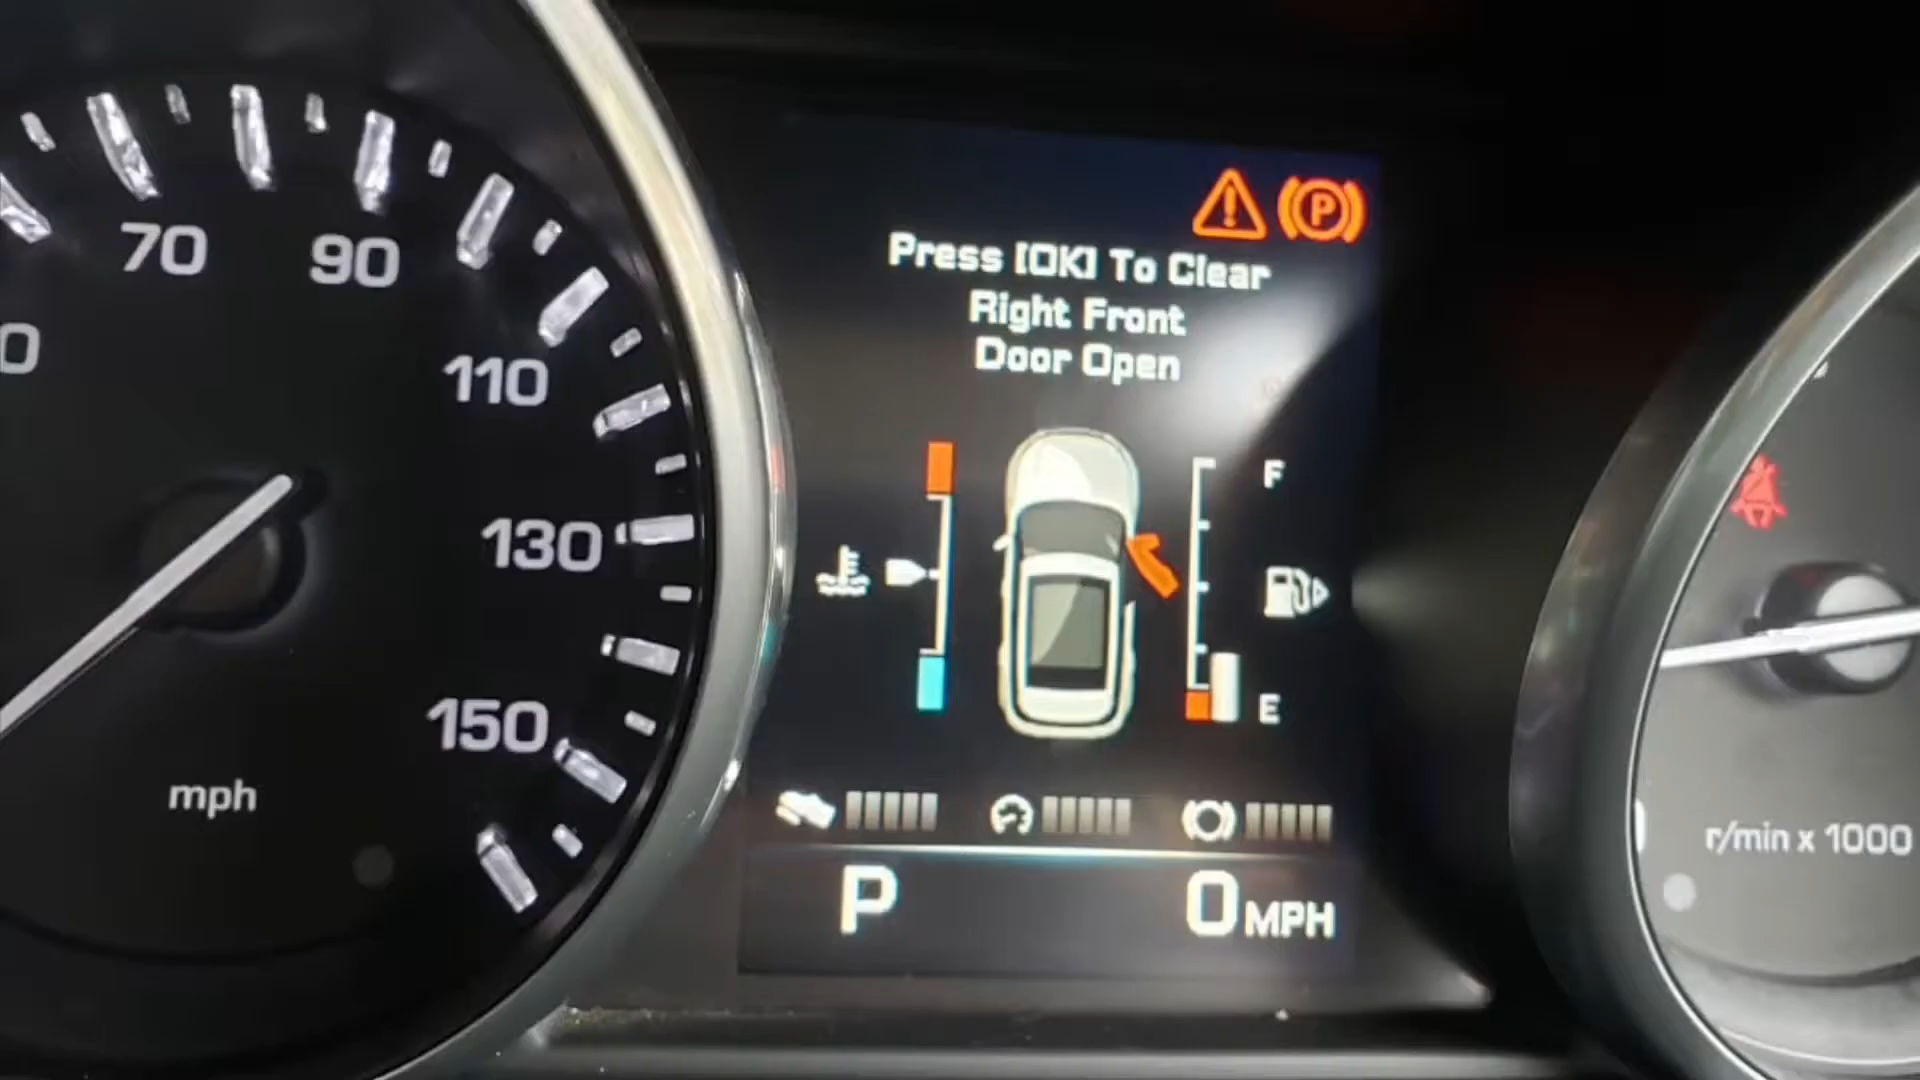 70
90
110
130
150
mph
P
Press [OK] To Clear
Right Front
Door Open
F
E
P
0 MPH
r/min x 1000